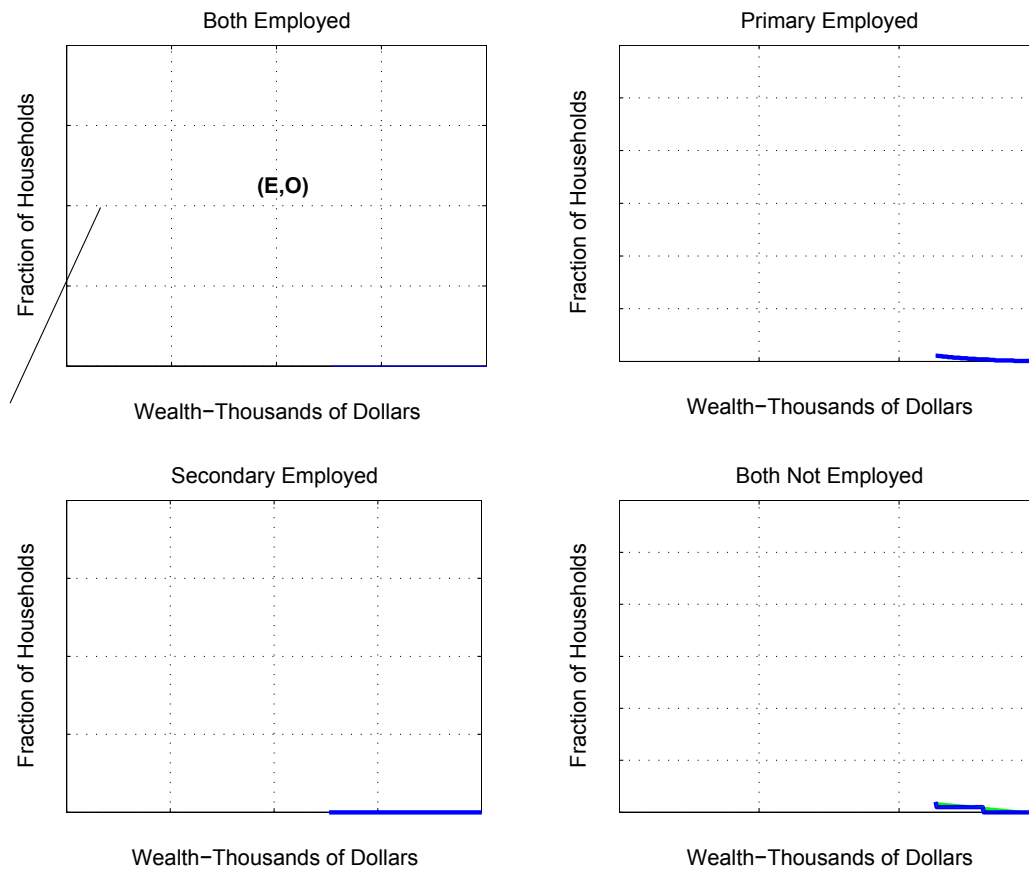 Both Employed
Fraction of Households
(E,O)
Wealth−Thousands of Dollars
Primary Employed
Fraction of Households
Wealth−Thousands of Dollars
Secondary Employed
Fraction of Households
Wealth−Thousands of Dollars
Both Not Employed
Fraction of Households
Wealth−Thousands of Dollars